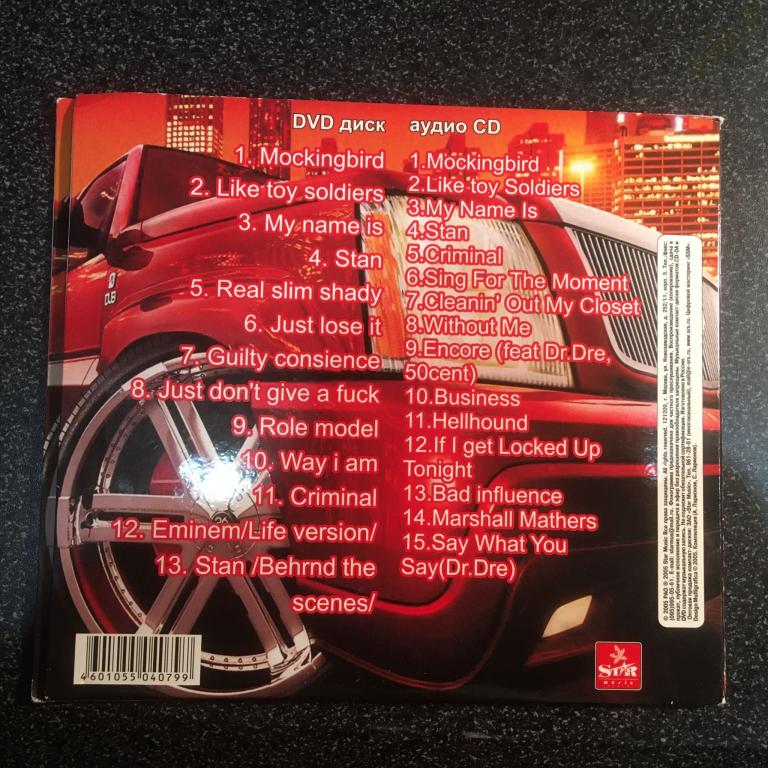 DVD диск
1. Mockingbird
2. Like toy soldiers
3. My name is
4. Stan
5. Real slim shady
6. Just lose it
7. Guilty consience
8. Just don't give a fuck
9. Role model
10. Way i am
11. Criminal
12. Eminem/Life version/
13. Stan /Behrnd the
scenes/
аудио CD
1.Mockingbird
2.Like toy Soldiers
3.My Name Is
4.Stan
5.Criminal
6.Sing For The Moment
7.Cleanin' Out My Closet
8.Without Me
9.Encore (feat Dr.Dre,
50cent)
10.Business
11.Hellhound
12.If I get Locked Up
Tonight
13.Bad influence
14.Marshall Mathers
15.Say What You
Say(Dr.Dre)
DUB
4601055 040799
STAR
music